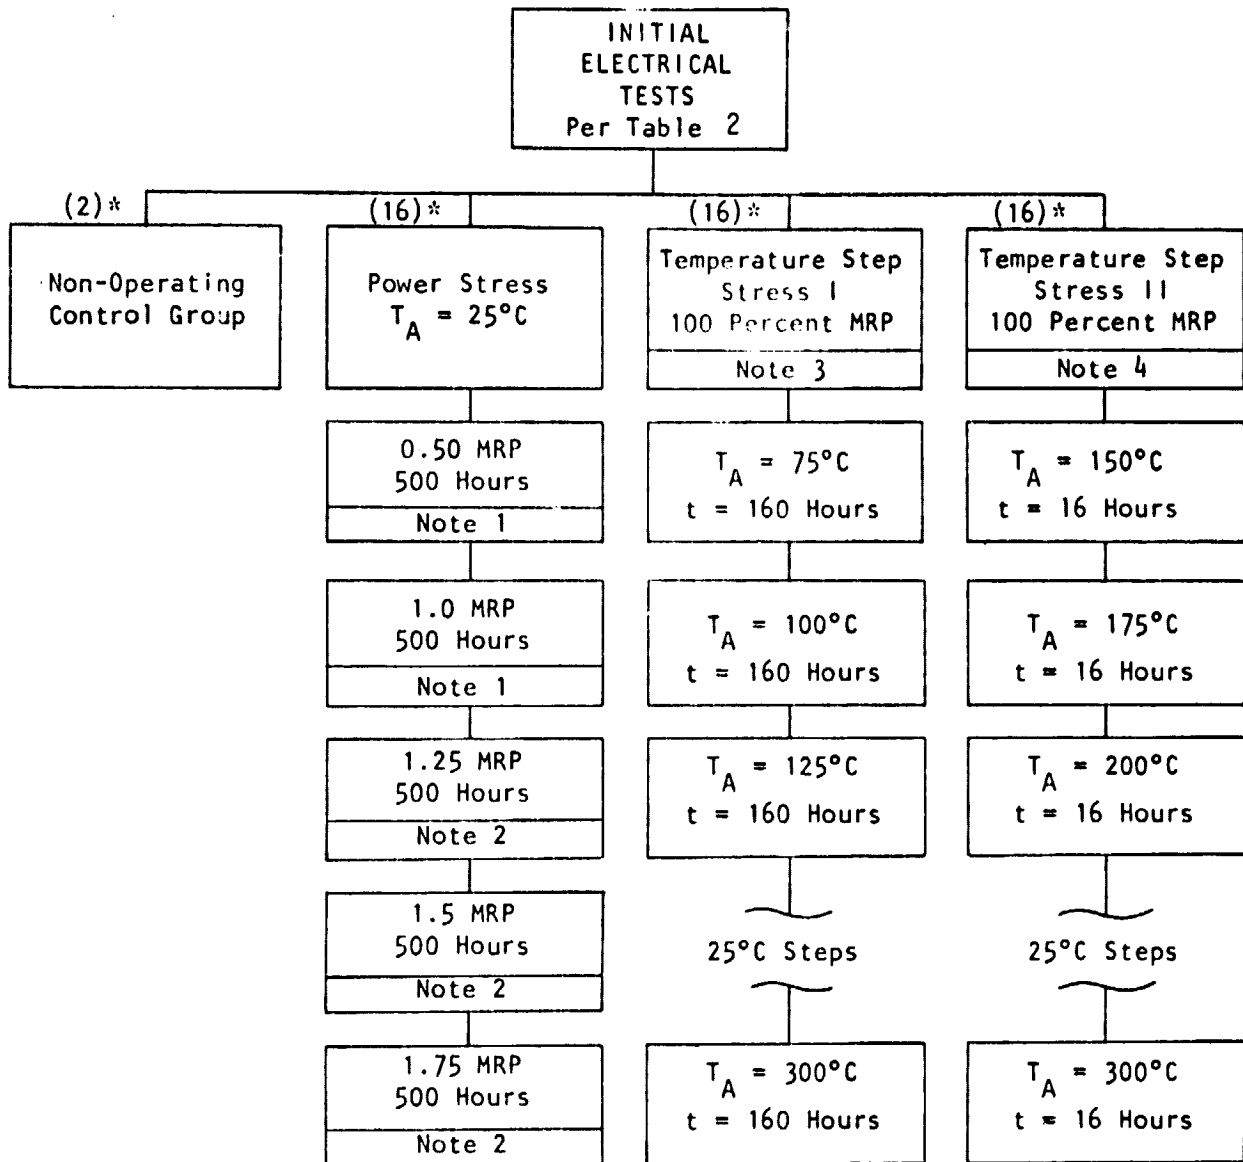 INITIAL
ELECTRICAL
TESTS
Per Table 2
(2)*
(16)*
(16)*
(16)*
Non-Operating
Control Group
Power Stress
T_A = 25°C
Temperature Step
Stress I
100 Percent MRP
Note 3
Temperature Step
Stress II
100 Percent MRP
Note 4
0.50 MRP
500 Hours
Note 1
T_A = 75°C
t = 160 Hours
T_A = 150°C
t = 16 Hours
1.0 MRP
500 Hours
Note 1
T_A = 100°C
t = 160 Hours
T_A = 175°C
t = 16 Hours
1.25 MRP
500 Hours
Note 2
T_A = 125°C
t = 160 Hours
T_A = 200°C
t = 16 Hours
1.5 MRP
500 Hours
Note 2
25°C Steps
25°C Steps
1.75 MRP
500 Hours
Note 2
T_A = 300°C
t = 160 Hours
T_A = 300°C
t = 16 Hours